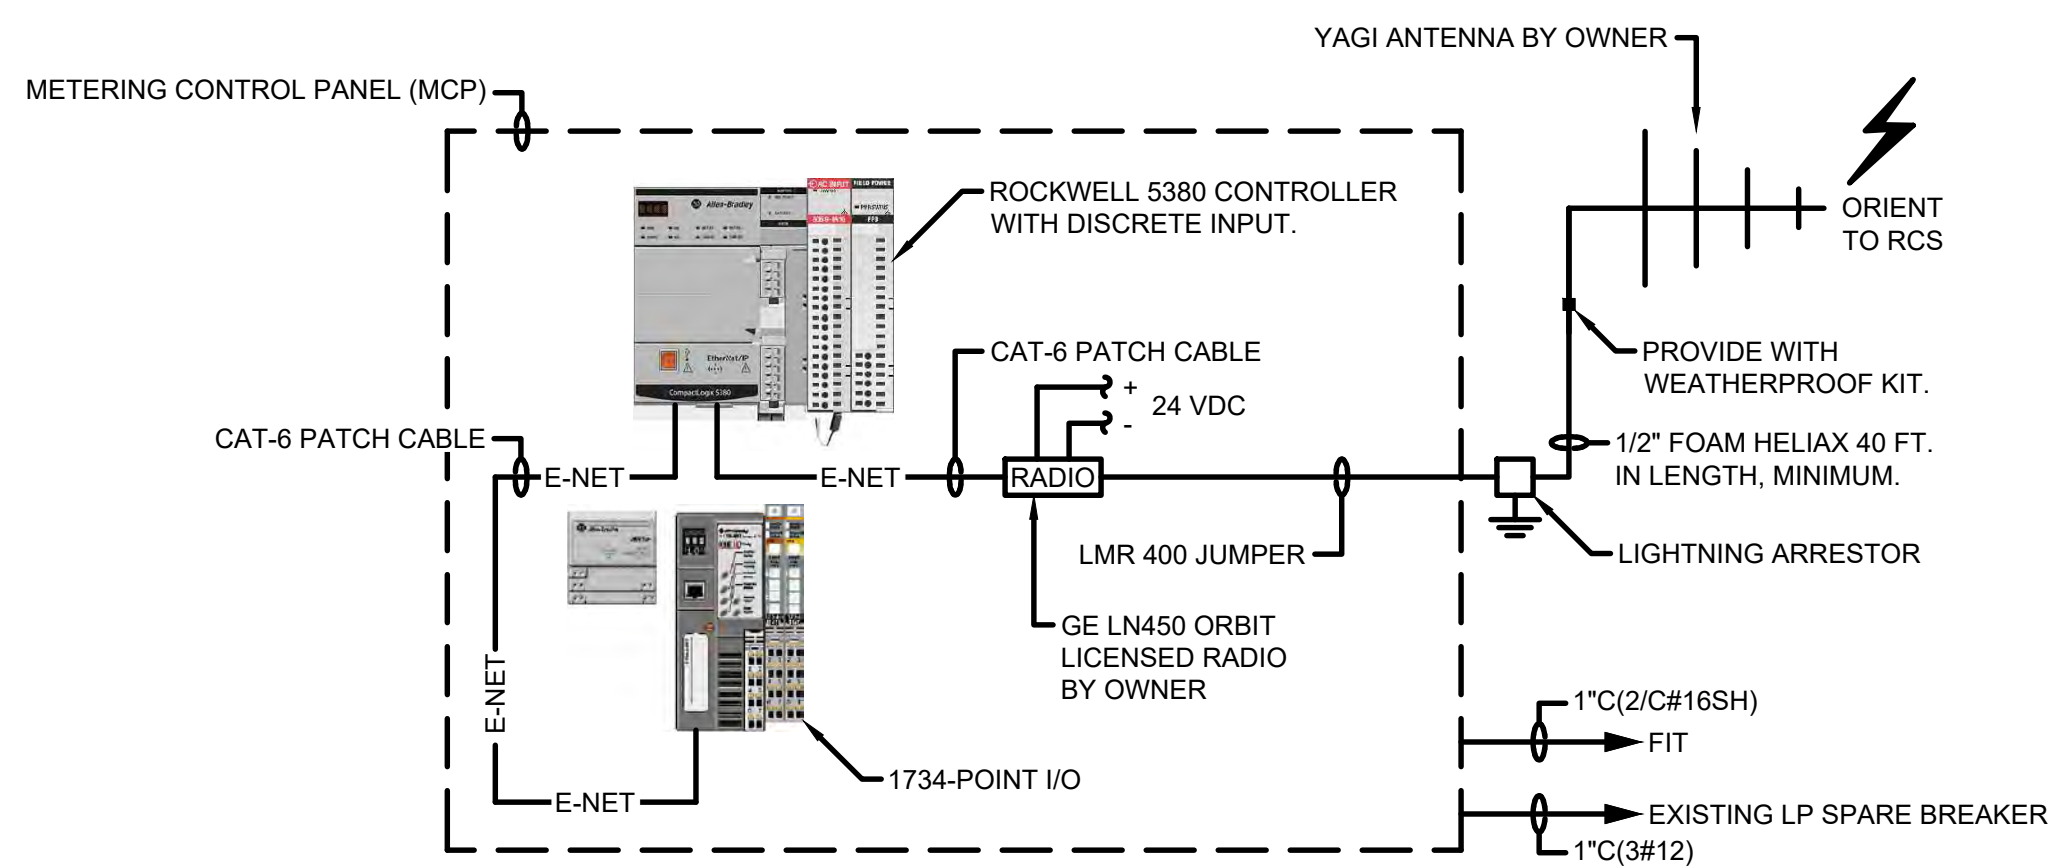 YAGI ANTENNA BY OWNER
METERING CONTROL PANEL (MCP)
AC INPUT
FIELD POWER
Allen-Bradley
ROCKWELL 5380 CONTROLLER
WITH DISCRETE INPUT.
ORIENT
TO RCS
EtherNet/IP
CompactLogix 5380
CAT-6 PATCH CABLE
+
24 VDC
-
PROVIDE WITH
WEATHERPROOF KIT.
CAT-6 PATCH CABLE
E-NET
E-NET
RADIO
1/2" FOAM HELIAX 40 FT.
IN LENGTH, MINIMUM.
LMR 400 JUMPER
LIGHTNING ARRESTOR
GE LN450 ORBIT
LICENSED RADIO
BY OWNER
E-NET
1"C(2/C#16SH)
FIT
1734-POINT I/O
E-NET
EXISTING LP SPARE BREAKER
1"C(3#12)